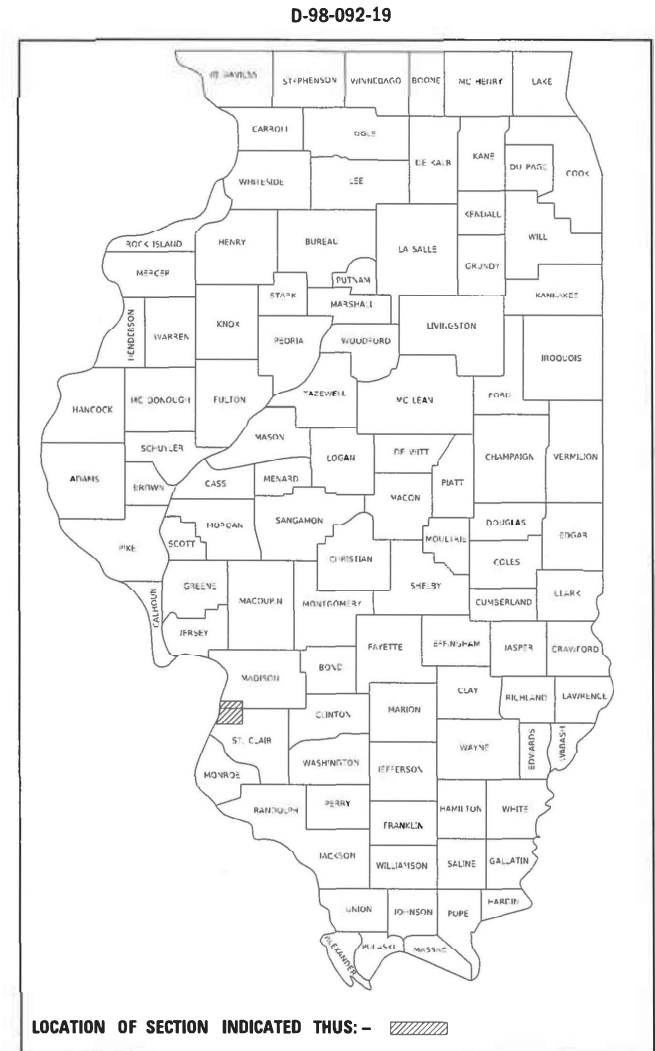 D-98-092-19
JO DAVIESS STEPHENSON WINNEBAGO BOONE MC HENRY LAKE
CARROLL OGLE
DE KALB KANE DU PAGE COOK
WHITESIDE LEE
KENDALL
ROCK ISLAND HENRY BUREAU LA SALLE WILL
MERCER PUTNAM GRUNDY
STARK MARSHALL KANKAKEE
HENDERSON WARREN KNOX PEORIA WOODFORD LIVINGSTON
IROQUOIS
HANCOCK MC DONOUGH FULTON TAZEWELL MC LEAN FORD
MASON
SCHUYLER LOGAN DE WITT CHAMPAIGN VERMILION
ADAMS BROWN CASS MENARD PIATT
MACON
MORGAN SANGAMON DOUGLAS
PIKE SCOTT CHRISTIAN MOULTRIE EDGAR
COLES
GREENE SHELBY CLARK
CALHOUN MACOUPIN MONTGOMERY CUMBERLAND
JERSEY FAYETTE EFFINGHAM JASPER CRAWFORD
BOND
MADISON CLAY RICHLAND LAWRENCE
CLINTON MARION
ST. CLAIR WAYNE EDWARDS WABASH
WASHINGTON JEFFERSON
MONROE
RANDOLPH PERRY HAMILTON WHITE
FRANKLIN
JACKSON WILLIAMSON SALINE GALLATIN
UNION JOHNSON POPE HARDIN
ALEXANDER PULASKI MASSAC
LOCATION OF SECTION INDICATED THUS: –